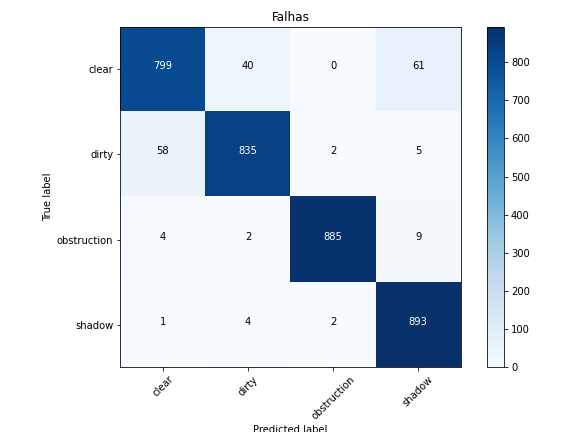 Falhas
clear 799 40 0 61
dirty 58 835 2 5
obstruction 4 2 885 9
shadow 1 4 2 893
clear dirty obstruction shadow
True label
Predicted label
800
700
600
500
400
300
200
100
0